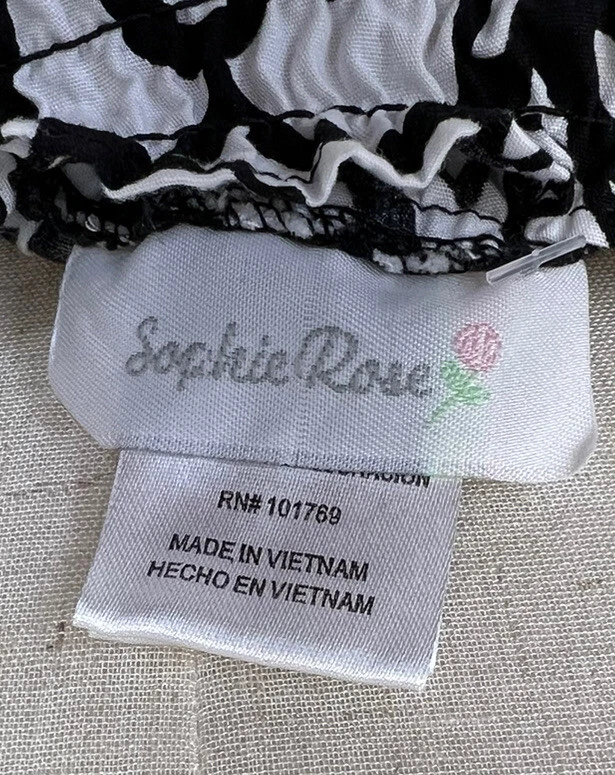 Sophie Rose
RN# 101769
MADE IN VIETNAM
HECHO EN VIETNAM